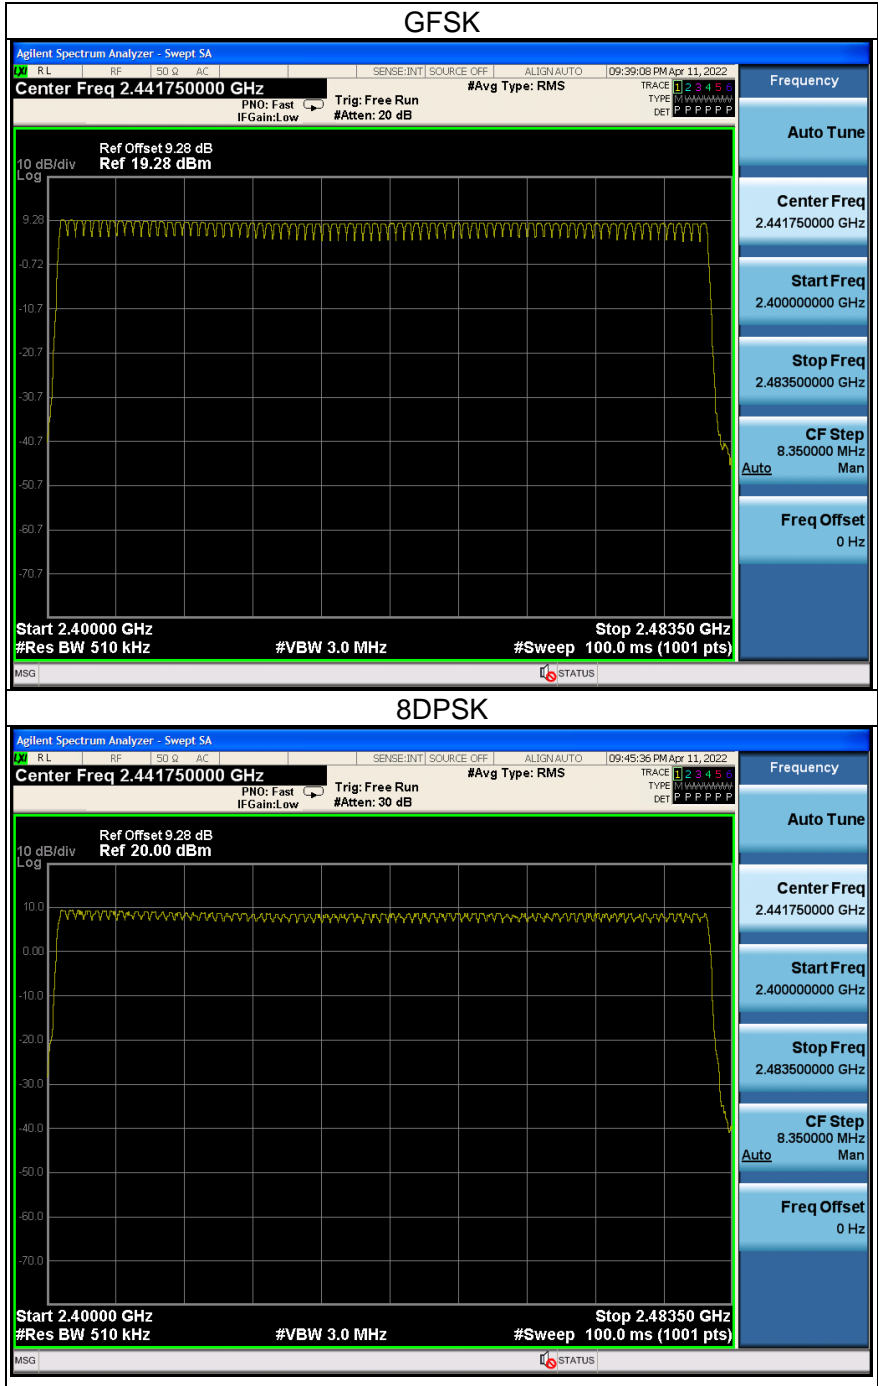 GFSK
Agilent Spectrum Analyzer - Swept SA
LXI RL RF 50 Ω AC SENSE:INT SOURCE OFF ALIGN AUTO 09:39:08 PM Apr 11, 2022
Center Freq 2.441750000 GHz #Avg Type: RMS TRACE 1 2 3 4 5 6
PNO: Fast Trig: Free Run TYPE M WWWWW
IFGain:Low #Atten: 20 dB DET P P P P P P
Frequency
Auto Tune
Ref Offset 9.28 dB
10 dB/div Ref 19.28 dBm
Log
9.28
-0.72
-10.7
-20.7
-30.7
-40.7
-50.7
-60.7
-70.7
Center Freq
2.441750000 GHz
Start Freq
2.400000000 GHz
Stop Freq
2.483500000 GHz
CF Step
8.350000 MHz
Auto Man
Freq Offset
0 Hz
Start 2.40000 GHz Stop 2.48350 GHz
#Res BW 510 kHz #VBW 3.0 MHz #Sweep 100.0 ms (1001 pts)
MSG STATUS
8DPSK
Agilent Spectrum Analyzer - Swept SA
LXI RL RF 50 Ω AC SENSE:INT SOURCE OFF ALIGN AUTO 09:45:36 PM Apr 11, 2022
Center Freq 2.441750000 GHz #Avg Type: RMS TRACE 1 2 3 4 5 6
PNO: Fast Trig: Free Run TYPE M WWWWW
IFGain:Low #Atten: 30 dB DET P P P P P P
Frequency
Auto Tune
Ref Offset 9.28 dB
10 dB/div Ref 20.00 dBm
Log
10.0
0.00
-10.0
-20.0
-30.0
-40.0
-50.0
-60.0
-70.0
Center Freq
2.441750000 GHz
Start Freq
2.400000000 GHz
Stop Freq
2.483500000 GHz
CF Step
8.350000 MHz
Auto Man
Freq Offset
0 Hz
Start 2.40000 GHz Stop 2.48350 GHz
#Res BW 510 kHz #VBW 3.0 MHz #Sweep 100.0 ms (1001 pts)
MSG STATUS